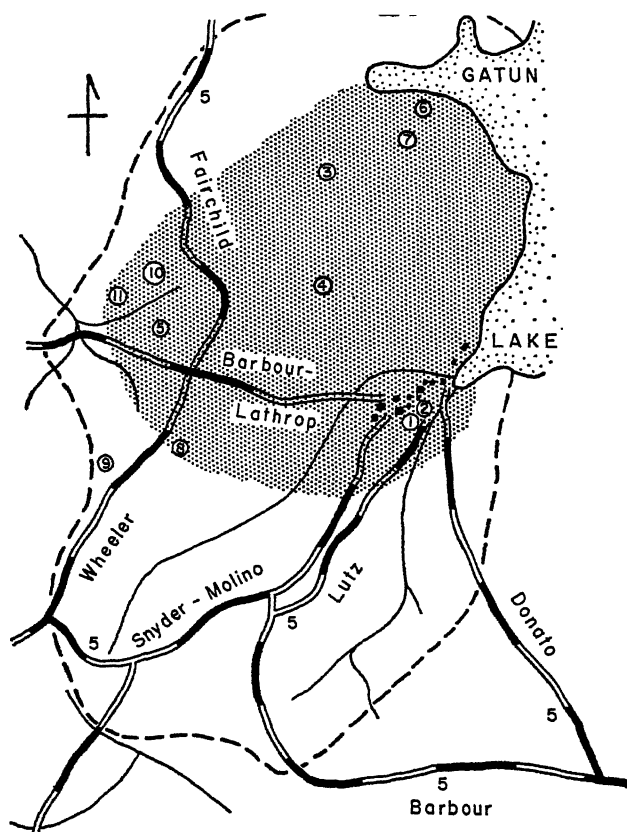 GATUN
5
⑥
⑦
Fairchild
③
⑩
④
⑪
⑤
LAKE
Barbour-
Lathrop
②
①
⑧
⑨
Wheeler
Snyder - Molino
Lutz
5
5
Donato
5
5
Barbour